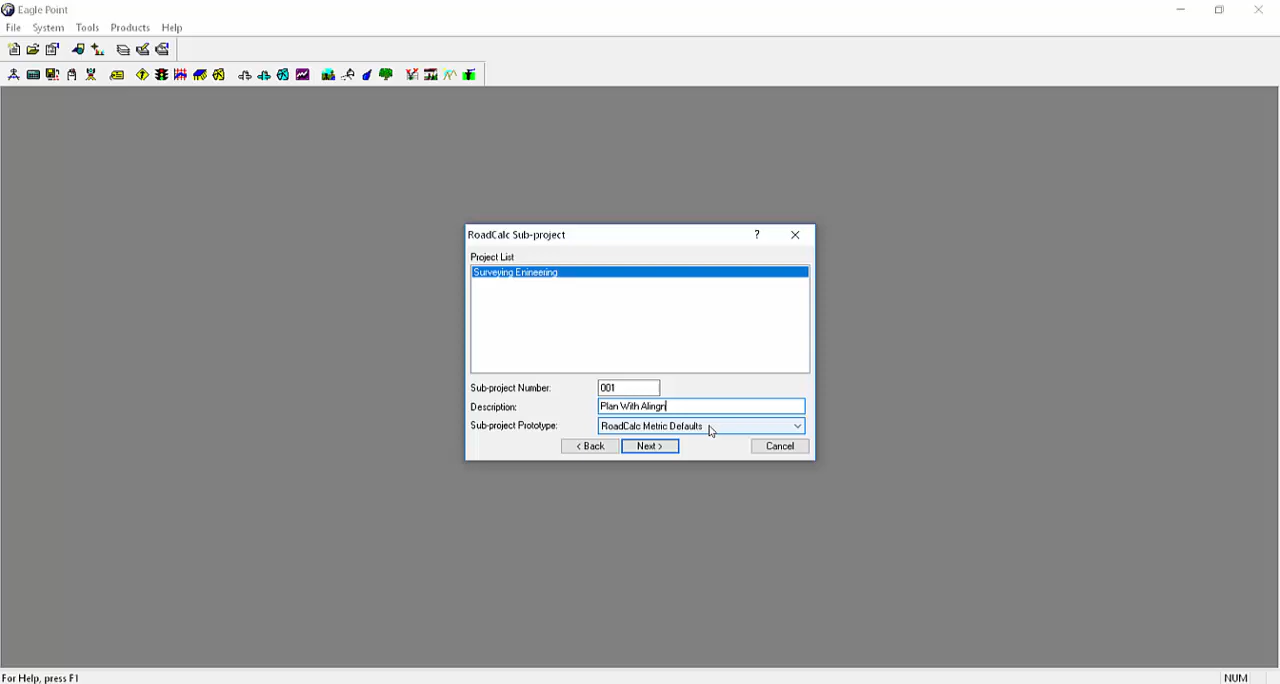 Eagle Point
File System Tools Products Help
RoadCalc Sub-project ?
Project List
Surveying Enineering
Sub-project Number: 001
Description: Plan With Alingn
Sub-project Prototype: RoadCalc Metric Defaults
< Back Next > Cancel
For Help, press F1 NUM